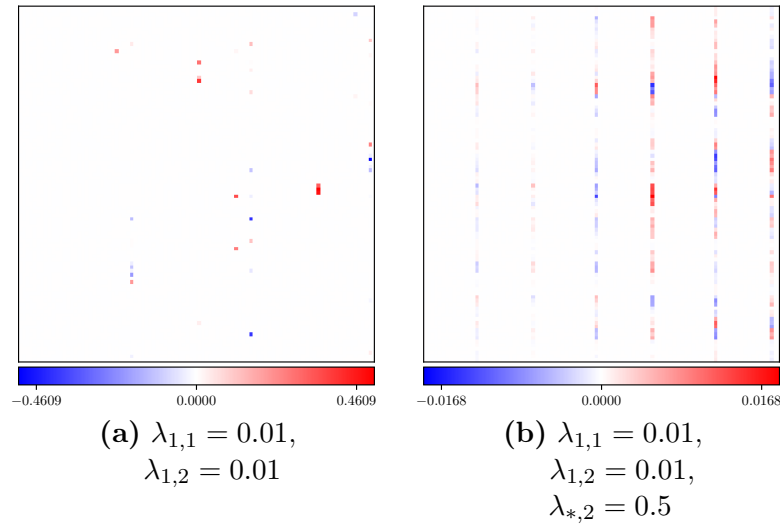 −0.4609 0.0000 0.4609
−0.0168 0.0000 0.0168
(a) λ1,1 = 0.01,
λ1,2 = 0.01
(b) λ1,1 = 0.01,
λ1,2 = 0.01,
λ∗,2 = 0.5